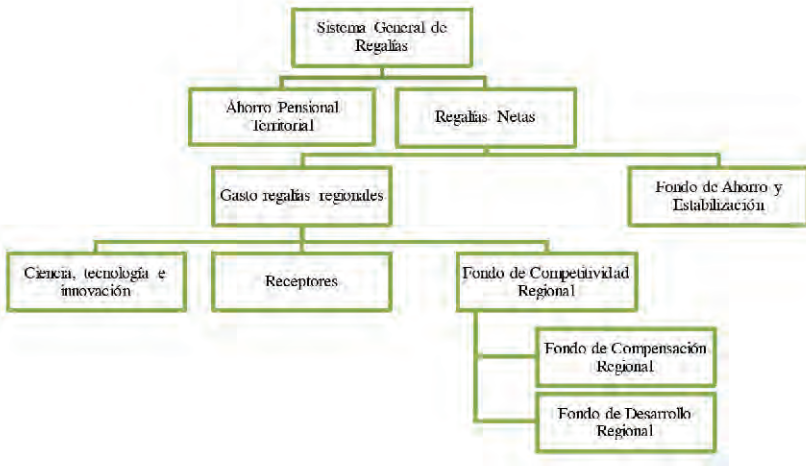 Sistema General de
Regalías
Ahorro Pensional
Territorial
Regalías Netas
Gasto regalías regionales
Fondo de Ahorro y
Estabilización
Ciencia, tecnología e
innovación
Receptores
Fondo de Competitividad
Regional
Fondo de Compensación
Regional
Fondo de Desarrollo
Regional